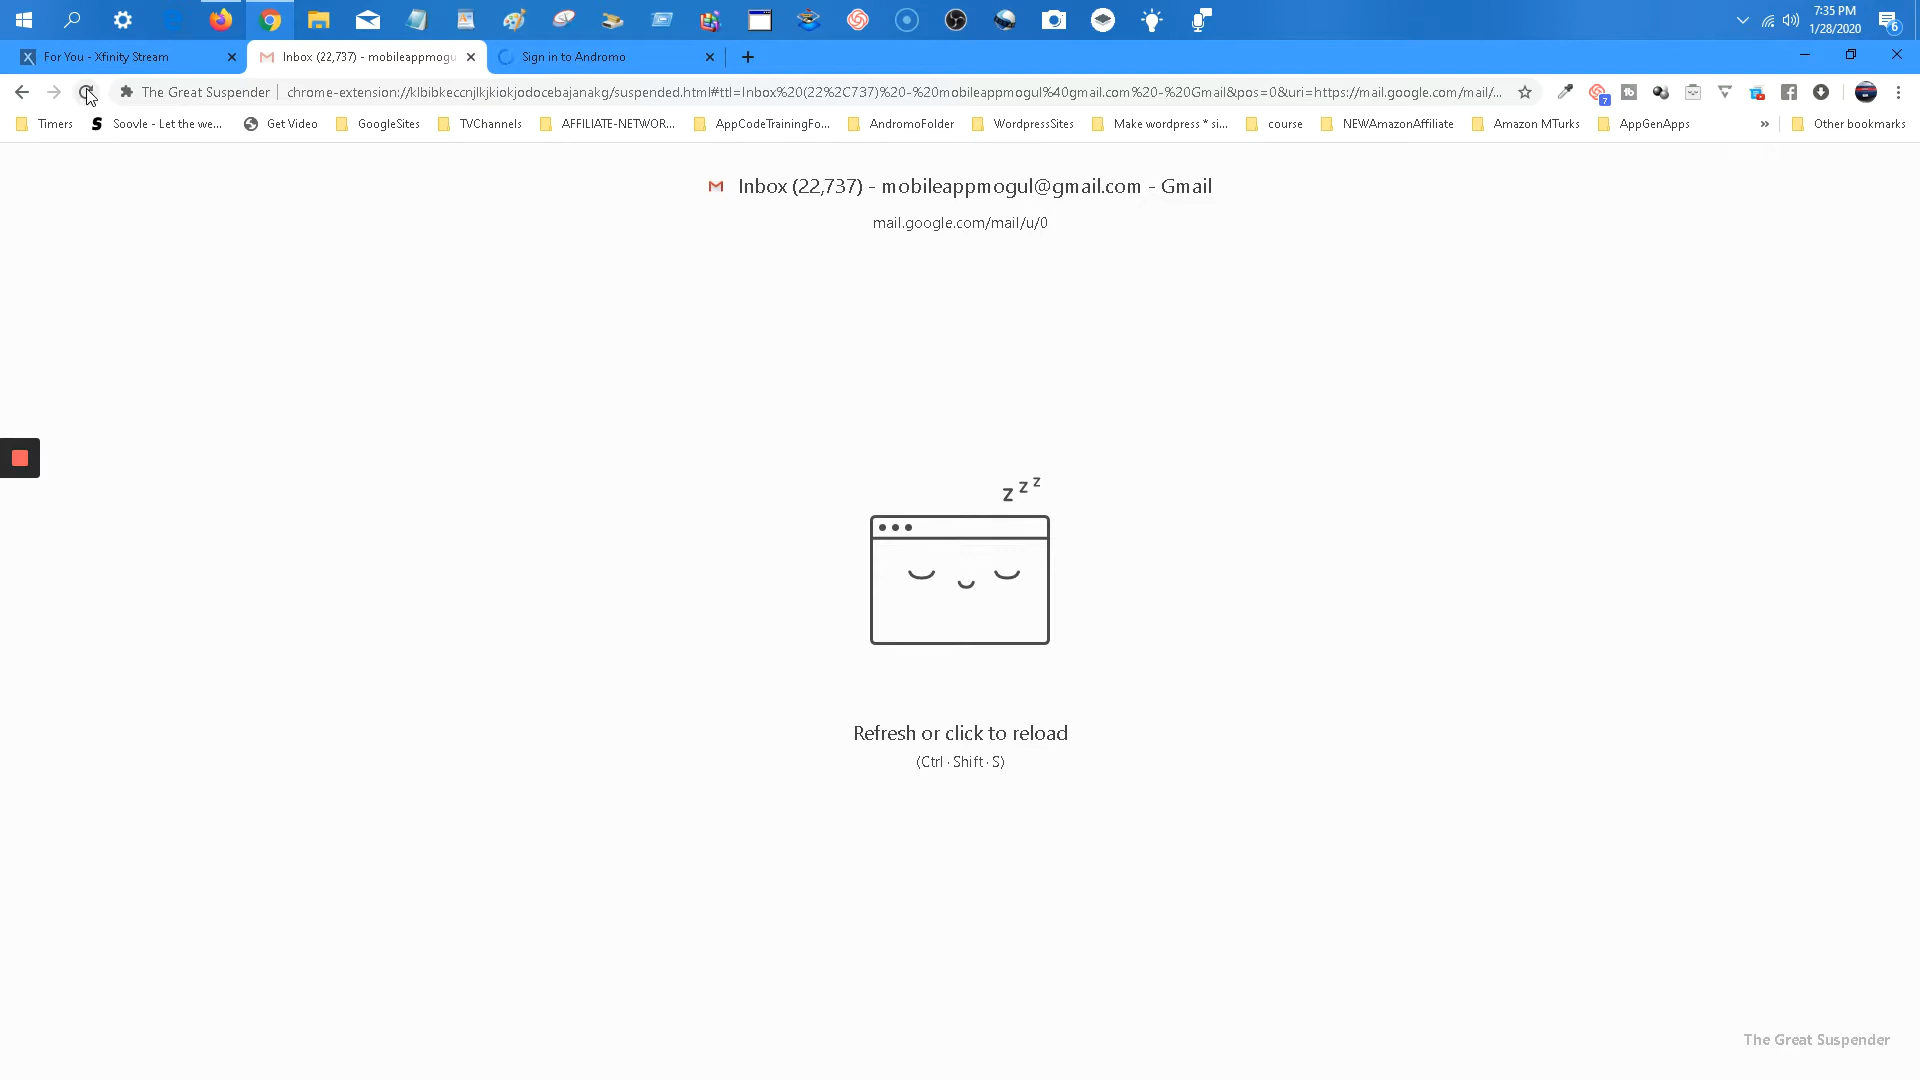 7:35 PM
1/28/2020
6
For You - Xfinity Stream
Inbox (22,737) - mobileappmogu
Sign in to Andromo
The Great Suspender
chrome-extension://klbibkeccnjlkjkiokjodocebajanakg/suspended.html#ttl=Inbox%20(22%2C737)%20-%20mobileappmogul%40gmail.com%20-%20Gmail&pos=0&uri=https://mail.google.com/mail/...
7
Timers
Soovle - Let the we...
Get Video
GoogleSites
TVChannels
AFFILIATE-NETWOR...
AppCodeTrainingFo...
AndromoFolder
WordpressSites
Make wordpress * si...
course
NEWAmazonAffiliate
Amazon MTurks
AppGenApps
»
Other bookmarks
Inbox (22,737) - mobileappmogul@gmail.com - Gmail
mail.google.com/mail/u/0
z z z
Refresh or click to reload
(Ctrl · Shift · S)
The Great Suspender